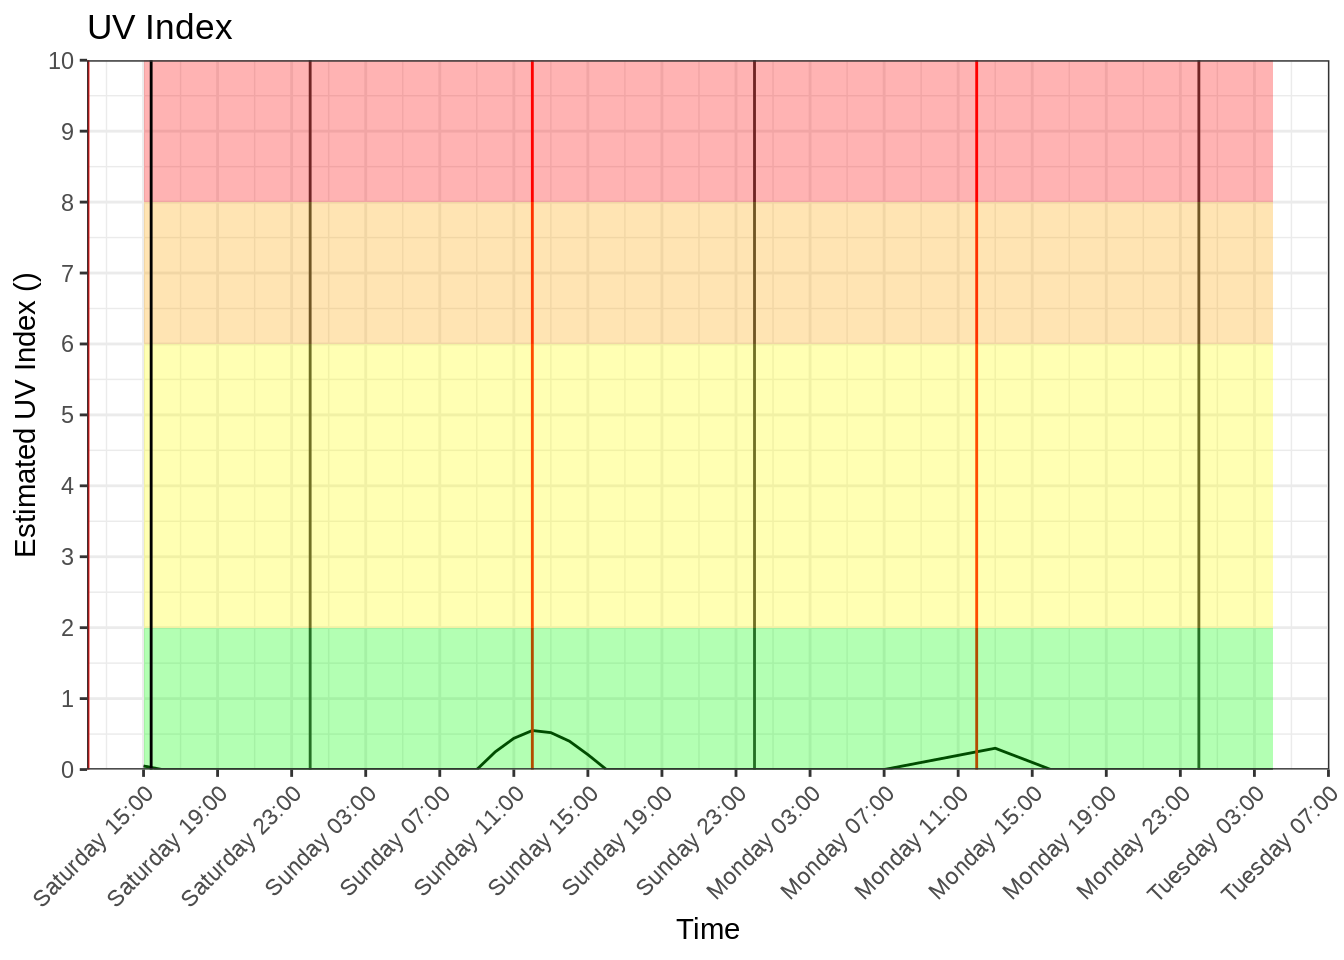 UV Index
Estimated UV Index ()
10
9
8
7
6
5
4
3
2
1
0
Saturday 15:00
Saturday 19:00
Saturday 23:00
Sunday 03:00
Sunday 07:00
Sunday 11:00
Sunday 15:00
Sunday 19:00
Sunday 23:00
Monday 03:00
Monday 07:00
Monday 11:00
Monday 15:00
Monday 19:00
Monday 23:00
Tuesday 03:00
Tuesday 07:00
Time